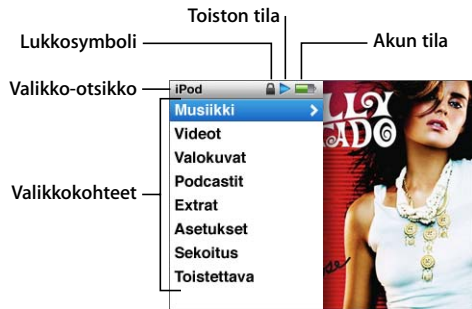 Toiston tila
Lukkosymboli
Akun tila
Valikko-otsikko
iPod
Musiikki
Videot
Valokuvat
Valikkokohteet
Podcastit
Extrat
Asetukset
Sekoitus
Toistettava